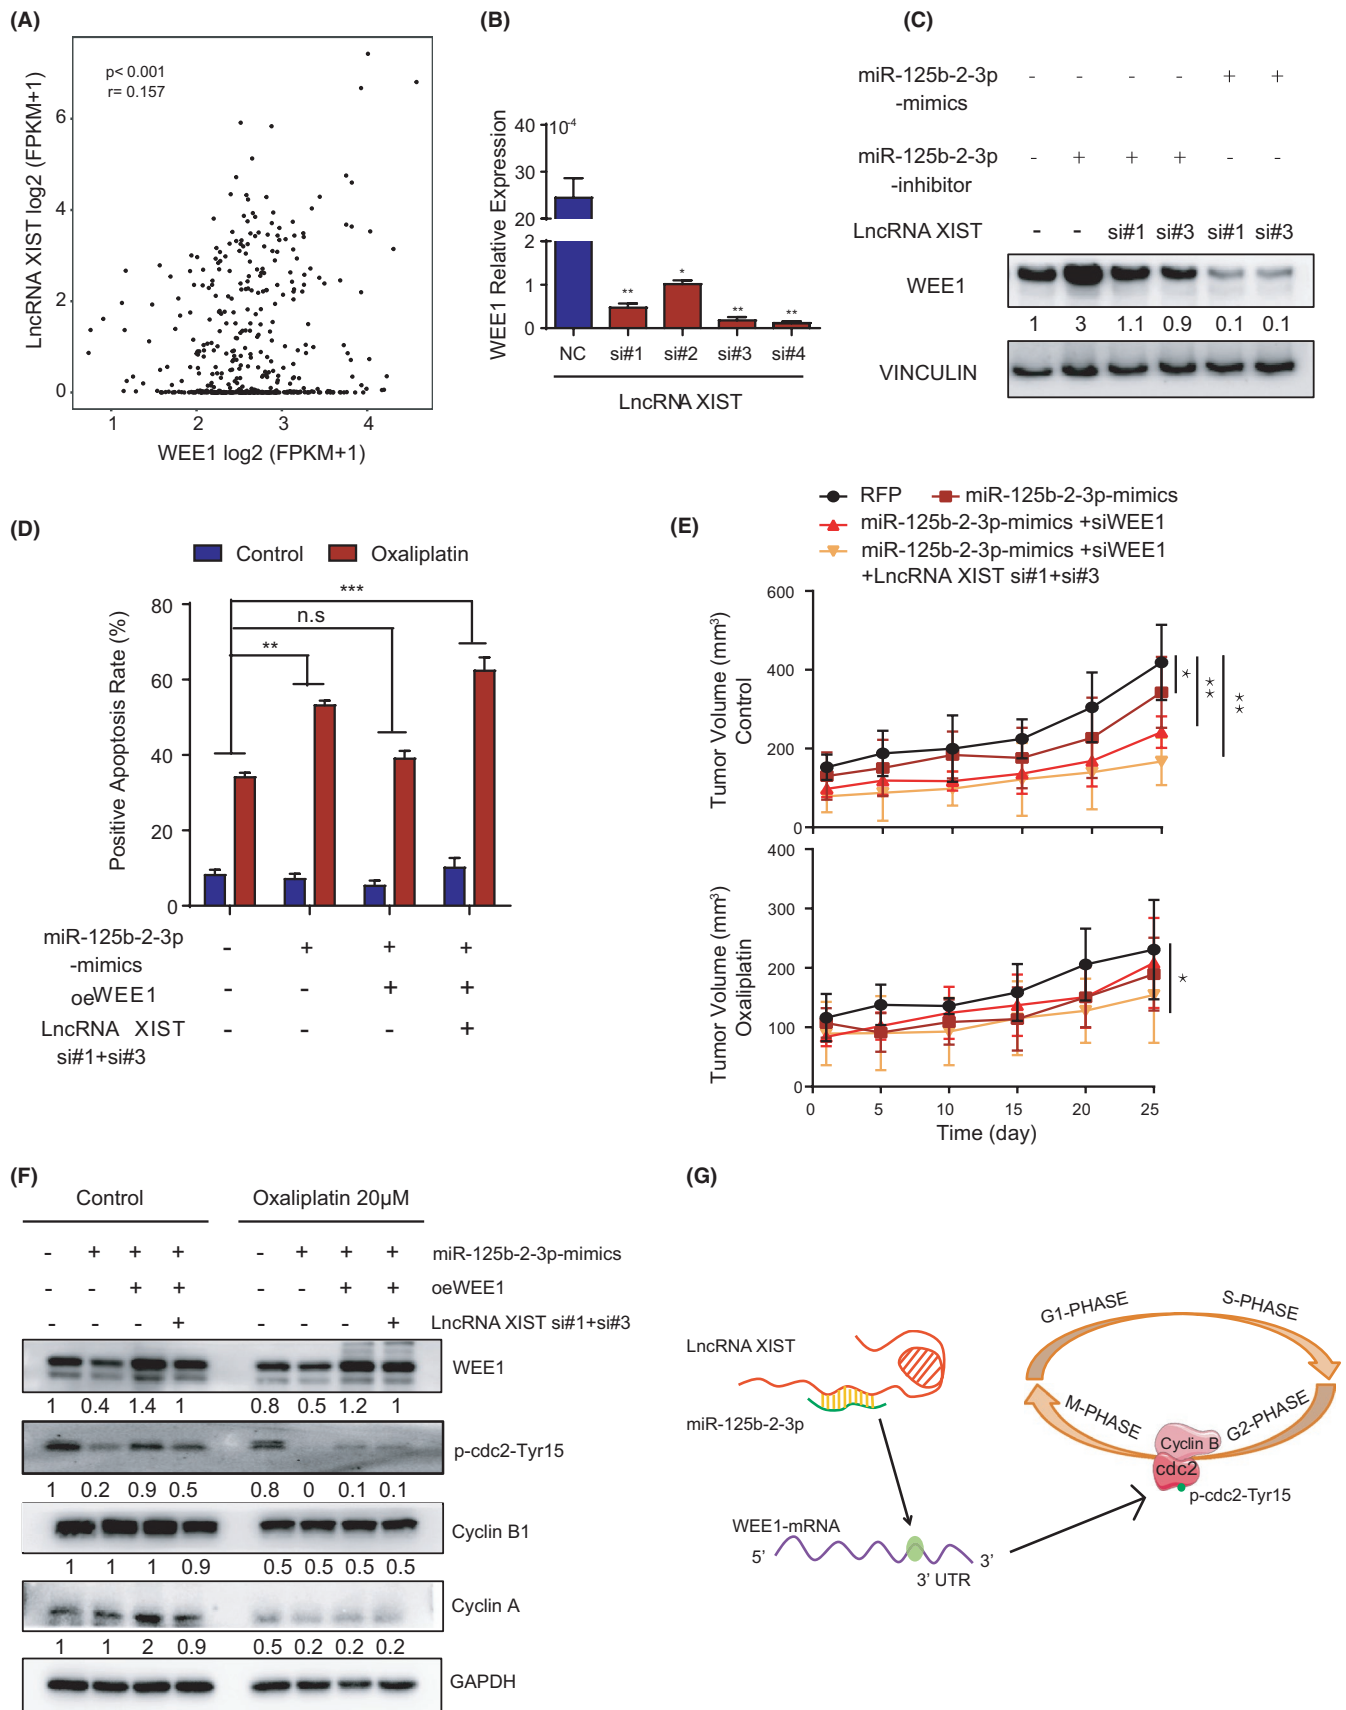 (A)
p< 0.001
r= 0.157
LncRNA XIST log2 (FPKM+1)
6
4
2
0
1 2 3 4
WEE1 log2 (FPKM+1)
(B)
WEE1 Relative Expression
40 10-4
30
20
2
1
0
** * ** **
NC si#1 si#2 si#3 si#4
LncRNA XIST
(C)
miR-125b-2-3p - - - - + +
-mimics
miR-125b-2-3p - + + + - -
-inhibitor
LncRNA XIST - - si#1 si#3 si#1 si#3
WEE1
1 3 1.1 0.9 0.1 0.1
VINCULIN
(D)
Control Oxaliplatin
Positive Apoptosis Rate (%)
80
60
40
20
0
***
n.s
**
miR-125b-2-3p - + + +
-mimics
oeWEE1 - - + +
LncRNA XIST - - - +
si#1+si#3
(E)
RFP miR-125b-2-3p-mimics
miR-125b-2-3p-mimics +siWEE1
miR-125b-2-3p-mimics +siWEE1
+LncRNA XIST si#1+si#3
Tumor Volume (mm³)
Control
600
400
200
0
* ** **
Tumor Volume (mm³)
Oxaliplatin
400
300
200
100
0
*
0 5 10 15 20 25
Time (day)
(F)
Control Oxaliplatin 20μM
- + + + - + + + miR-125b-2-3p-mimics
- - + + - - + + oeWEE1
- - - + - - - + LncRNA XIST si#1+si#3
WEE1
1 0.4 1.4 1 0.8 0.5 1.2 1
p-cdc2-Tyr15
1 0.2 0.9 0.5 0.8 0 0.1 0.1
Cyclin B1
1 1 1 0.9 0.5 0.5 0.5 0.5
Cyclin A
1 1 2 0.9 0.5 0.2 0.2 0.2
GAPDH
(G)
LncRNA XIST
miR-125b-2-3p
WEE1-mRNA
5' 3'
3' UTR
G1-PHASE S-PHASE
M-PHASE G2-PHASE
Cyclin B
cdc2
p-cdc2-Tyr15